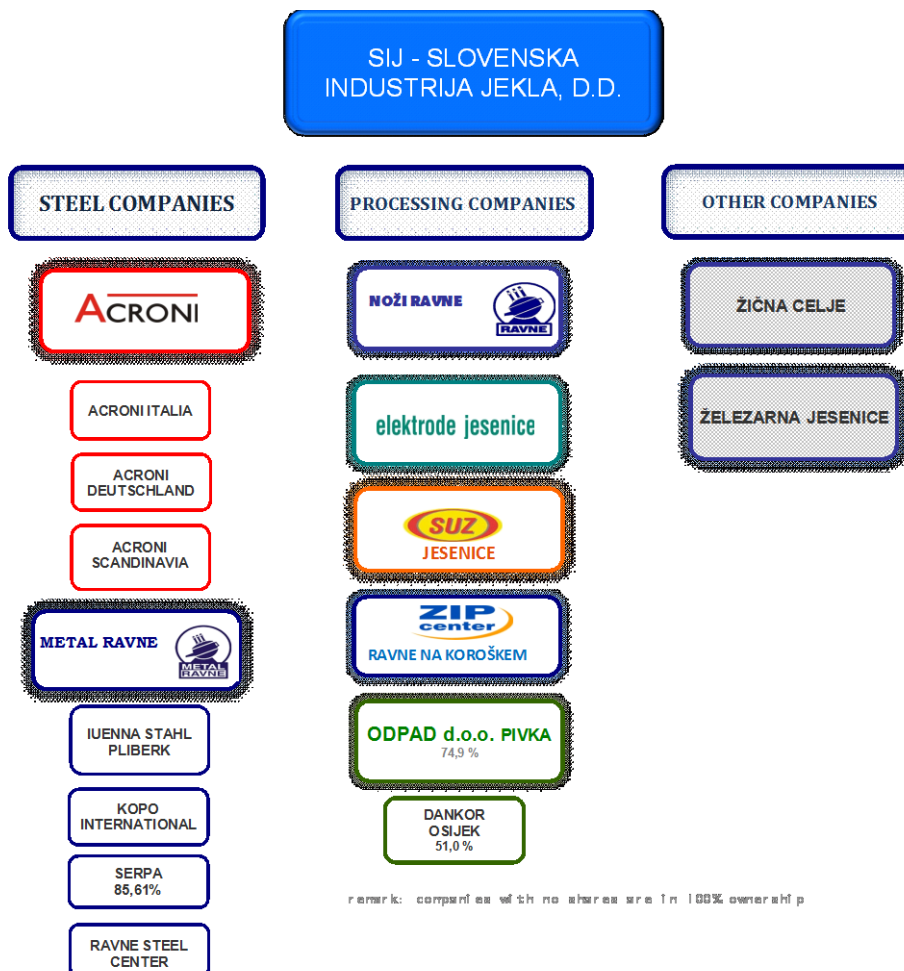 SIJ - SLOVENSKA
INDUSTRIJA JEKLA, D.D.
STEEL COMPANIES
ACRONI
ACRONI ITALIA
ACRONI
DEUTSCHLAND
ACRONI
SCANDINAVIA
METAL RAVNE
METAL
RAVNE
IUENNA STAHL
PLIBERK
KOPO
INTERNATIONAL
SERPA
85,61%
RAVNE STEEL
CENTER
PROCESSING COMPANIES
NOŽI RAVNE
RAVNE
elektrode jesenice
SUZ
JESENICE
ZIP
center
RAVNE NA KOROŠKEM
ODPAD d.o.o. PIVKA
74,9 %
DANKOR
OSIJEK
51,0 %
OTHER COMPANIES
ŽIČNA CELJE
ŽELEZARNA JESENICE
remark: companies with no shares are in 100% ownership